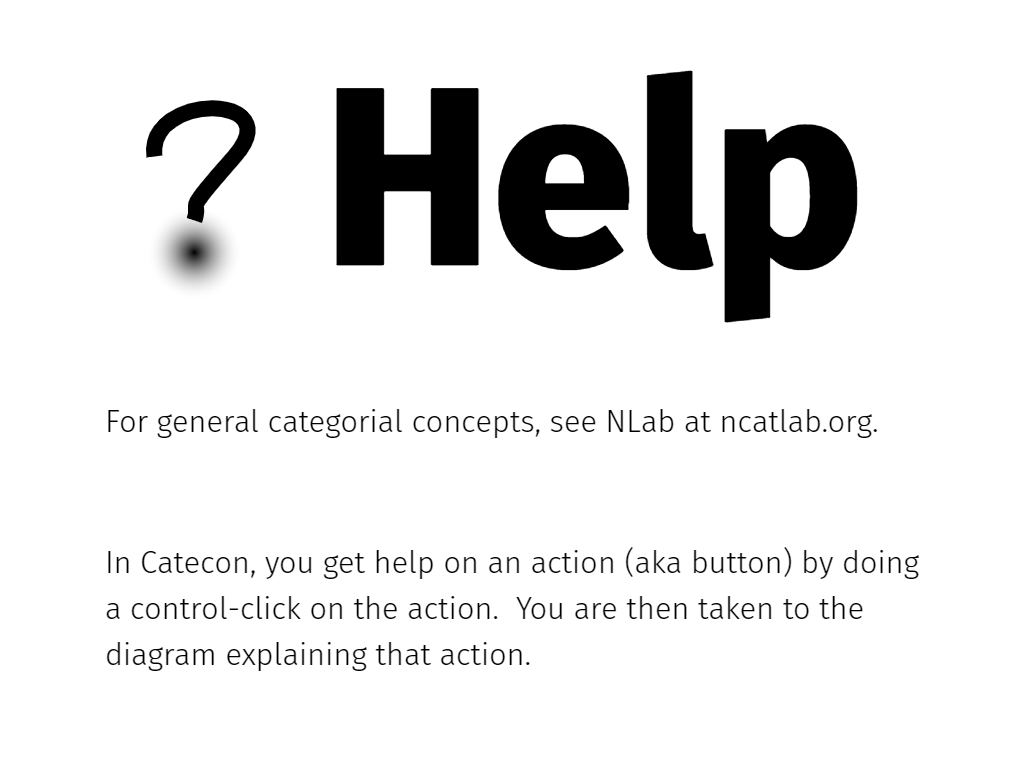 ? Help
For general categorial concepts, see NLab at ncatlab.org.
In Catecon, you get help on an action (aka button) by doing
a control-click on the action.  You are then taken to the
diagram explaining that action.